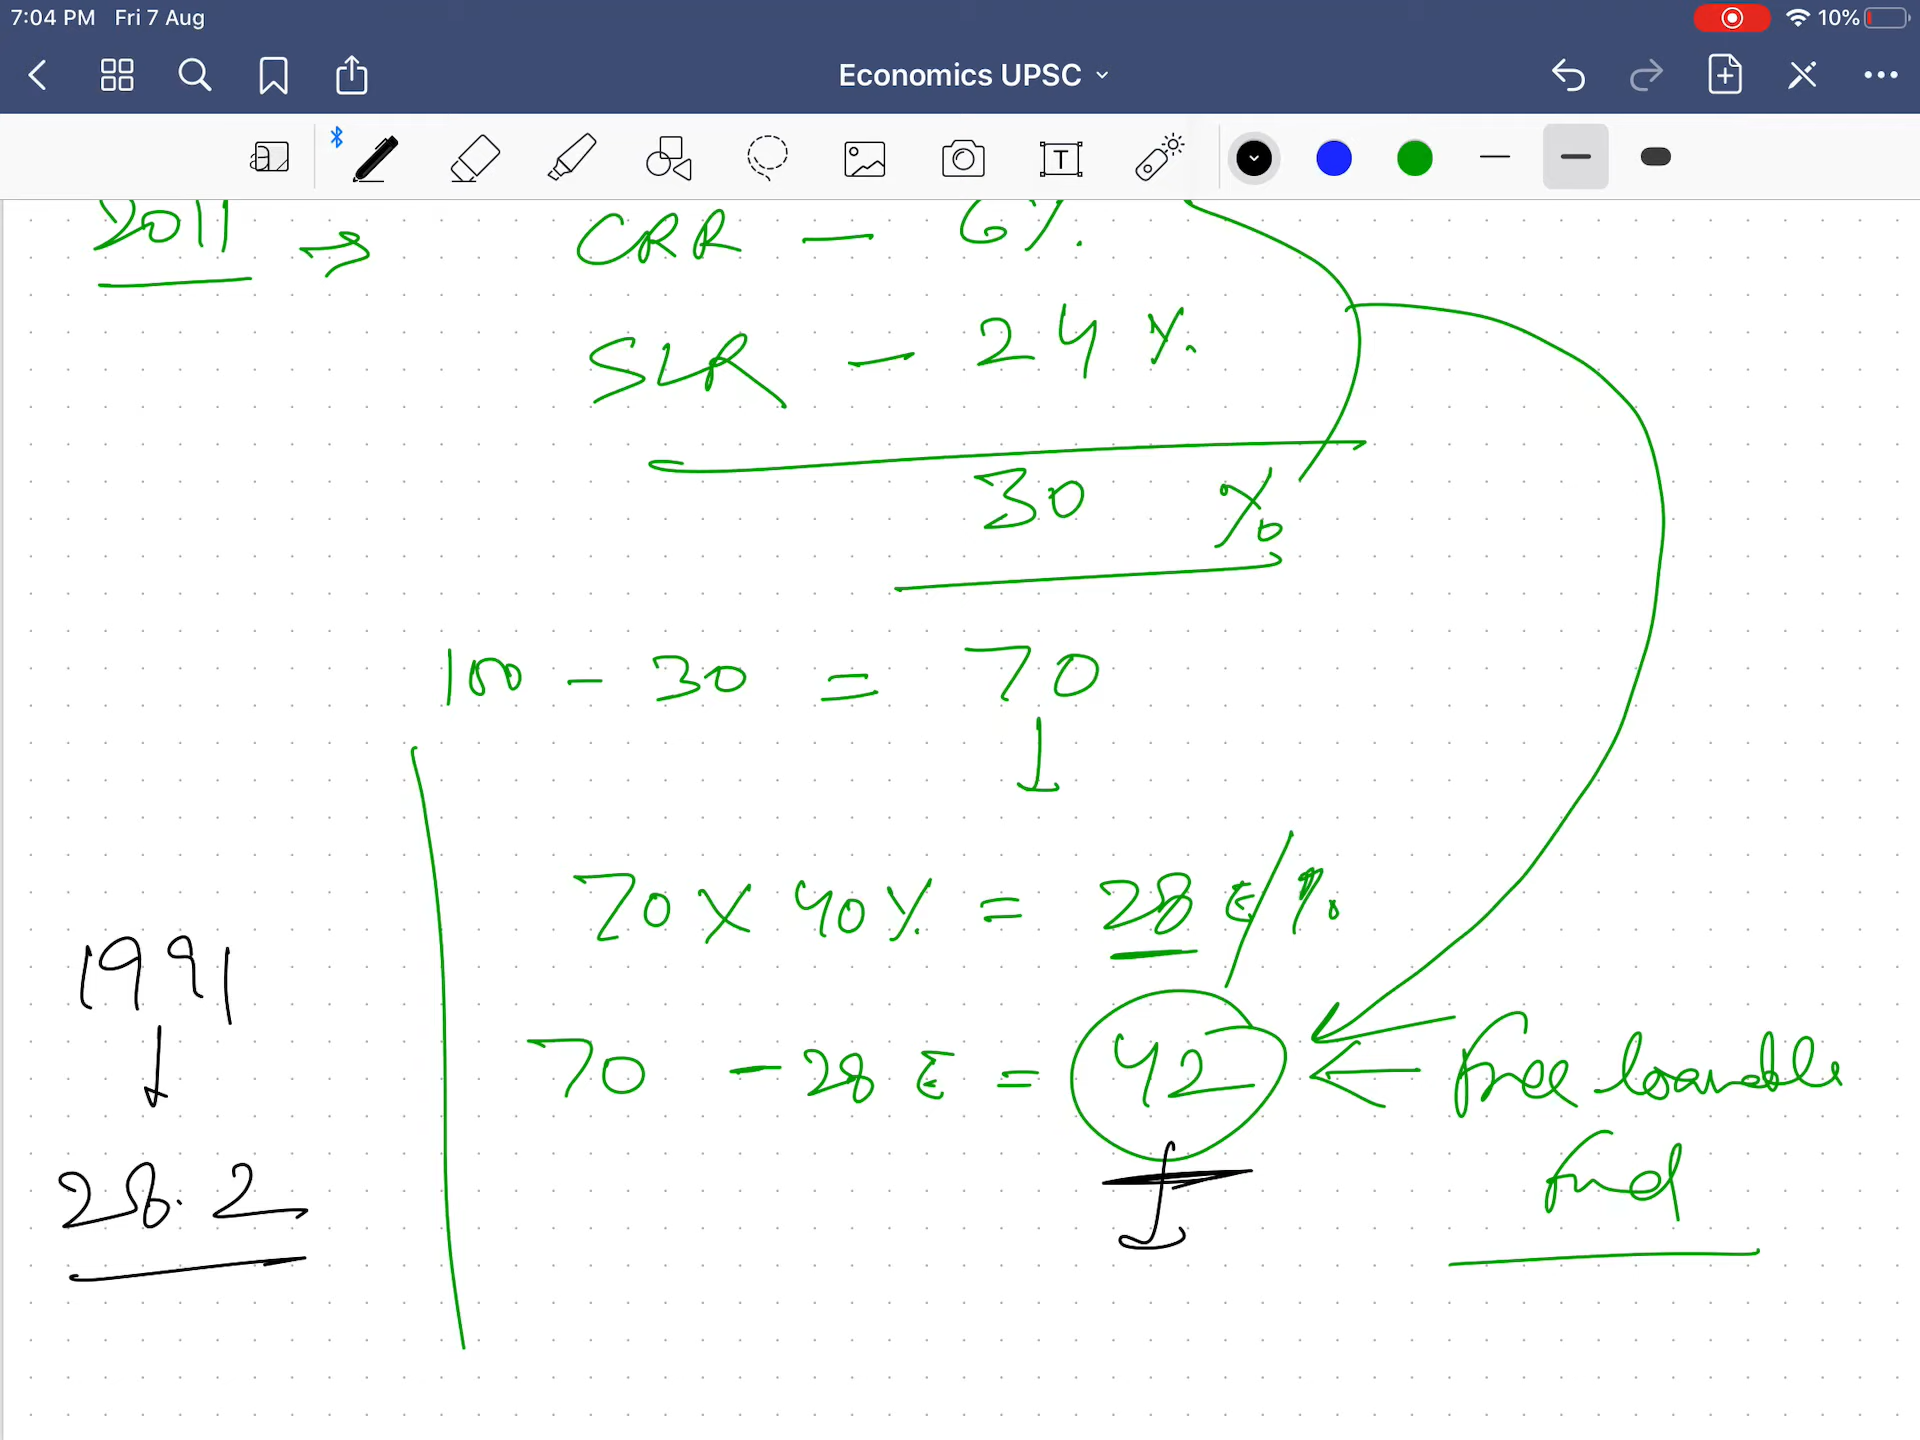 7:04 PM Fri 7 Aug 10%
Economics UPSC
T
2011 → CRR — 6%
SLR — 24 %
30 %
100 - 30 = 70
70 X 40% = 28 %
70 - 28 = 42 ← free loanable
fund
1991
↓
28.2